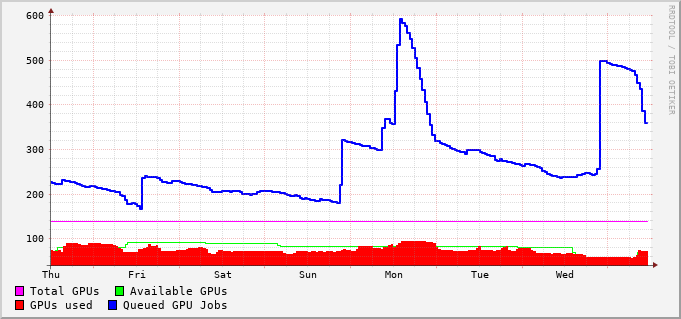 600
500
400
300
200
100
Thu Fri Sat Sun Mon Tue Wed
Total GPUs Available GPUs
GPUs used Queued GPU Jobs
RRDTOOL / TOBI OETIKER